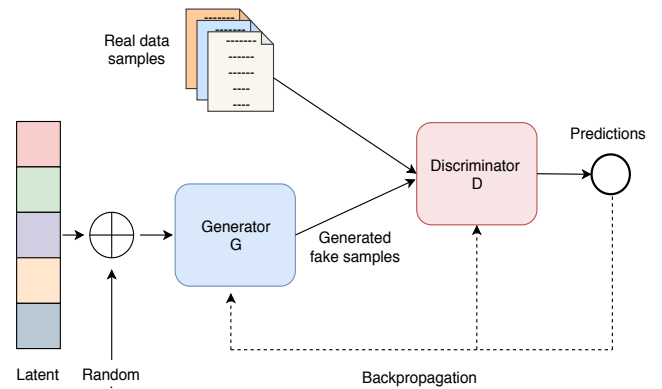 Real data
samples
Discriminator
D
Predictions
Generator
G
Generated
fake samples
Latent
Random
Backpropagation